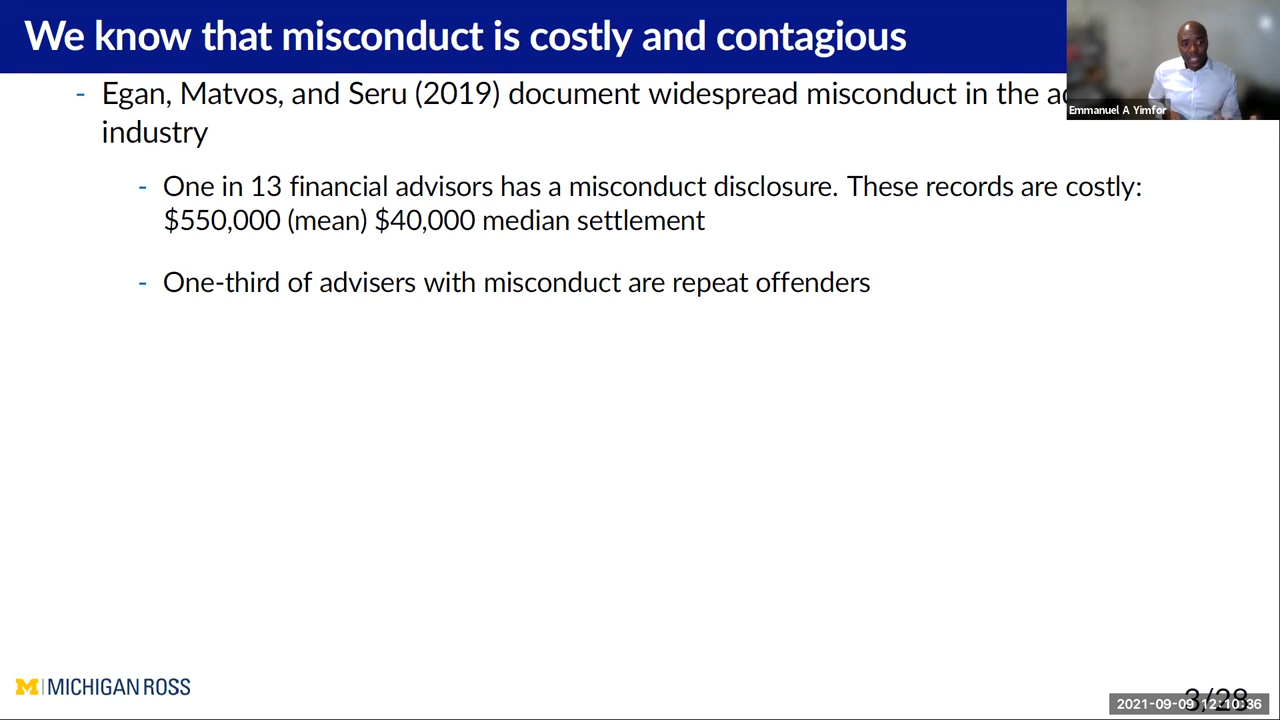 We know that misconduct is costly and contagious
Emmanuel A Yimfor
- Egan, Matvos, and Seru (2019) document widespread misconduct in the
industry
- One in 13 financial advisors has a misconduct disclosure. These records are costly:
$550,000 (mean) $40,000 median settlement
- One-third of advisers with misconduct are repeat offenders
M | MICHIGAN ROSS
3/28
2021-09-09 12:10:36